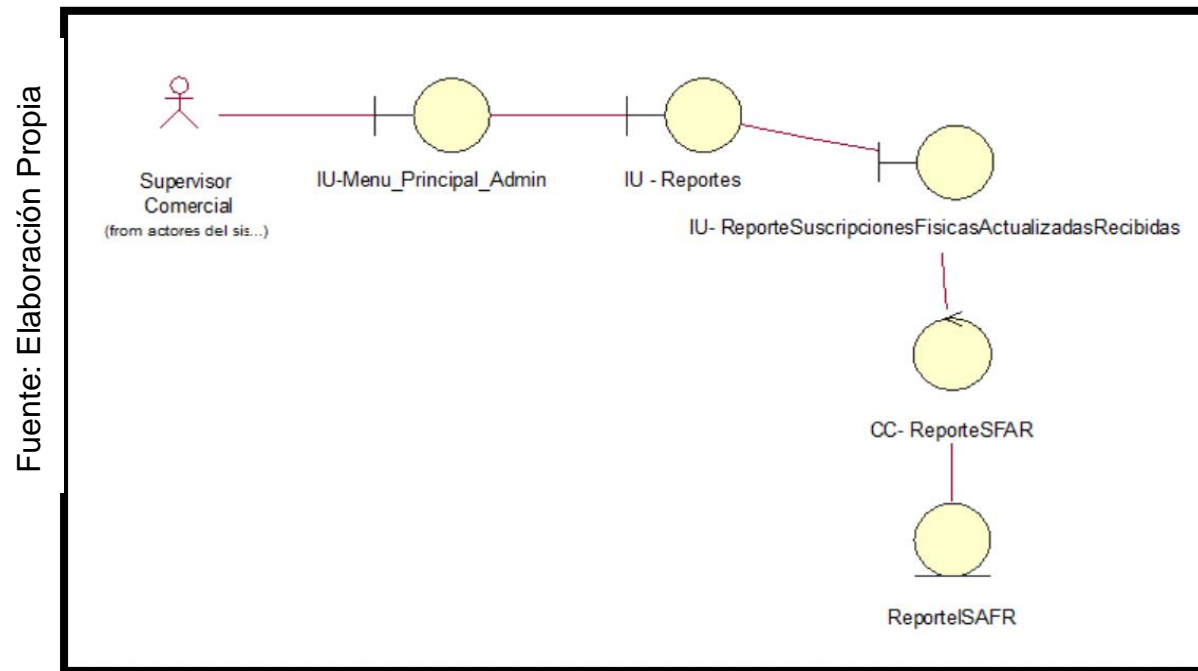 Fuente: Elaboración Propia
Supervisor
Comercial
(from actores del sis...)
IU-Menu_Principal_Admin
IU - Reportes
IU- ReporteSuscripcionesFisicasActualizadasRecibidas
CC- ReporteSFAR
ReporteISAFR